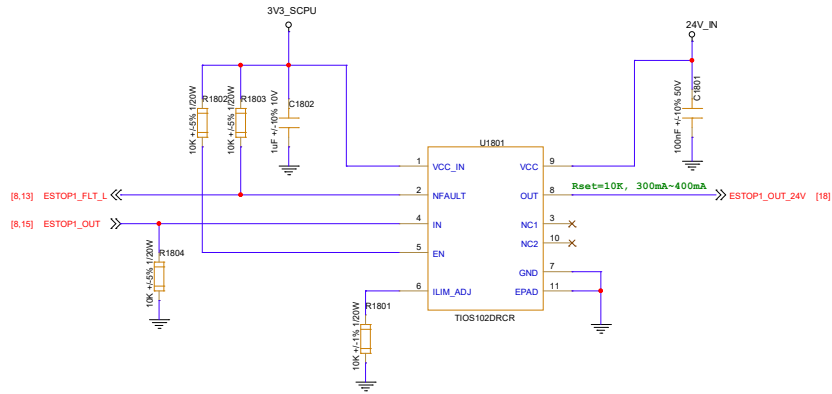 3V3_SCPU
24V_IN
R1802
10K +/-5% 1/20W
R1803
10K +/-5% 1/20W
C1802
1uF +/-10% 10V
C1801
100nF +/-10% 50V
U1801
1
VCC_IN
VCC
9
[8,13] ESTOP1_FLT_L
2
NFAULT
OUT
8
Rset=10K, 300mA~400mA
ESTOP1_OUT_24V [18]
[8,15] ESTOP1_OUT
4
IN
NC1
3
NC2
10
5
EN
R1804
10K +/-5% 1/20W
GND
7
6
ILIM_ADJ
EPAD
11
R1801
10K +/-1% 1/20W
TIOS102DRCR